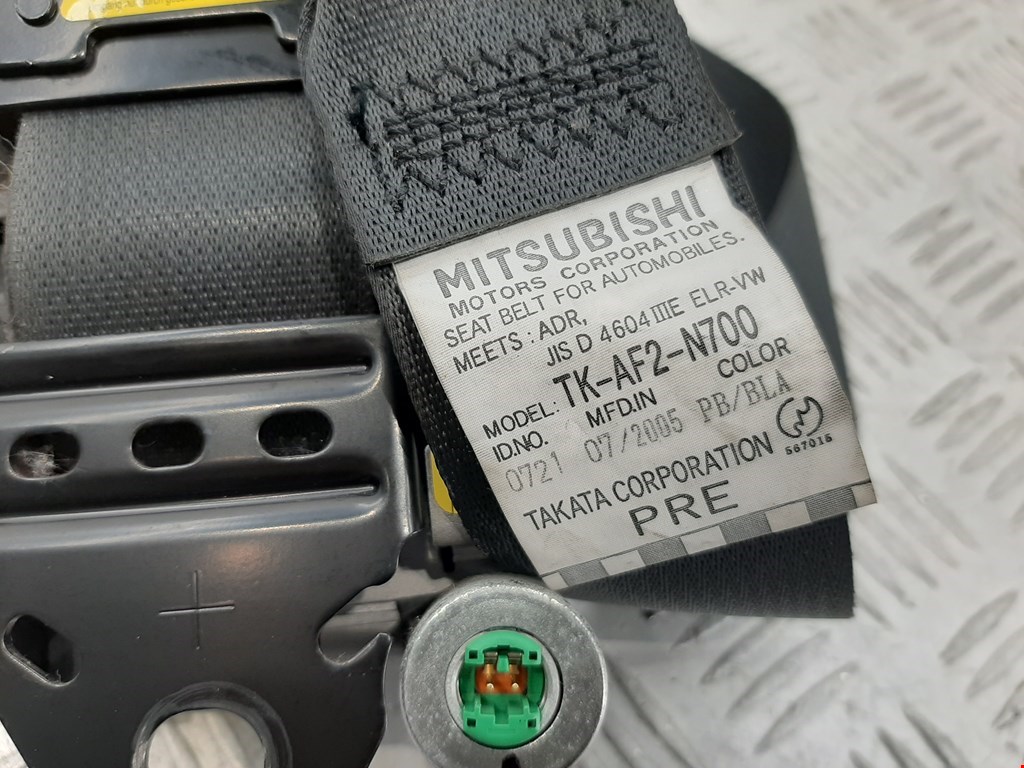 MITSUBISHI
MOTORS CORPORATION
SEAT BELT FOR AUTOMOBILES.
MEETS : ADR,
JIS D 4604 IIIE ELR-VW
MODEL: TK-AF2-N700
ID.NO. MFD.IN COLOR
0721 07/2005 PB/BLA
TAKATA CORPORATION 567015
PRE